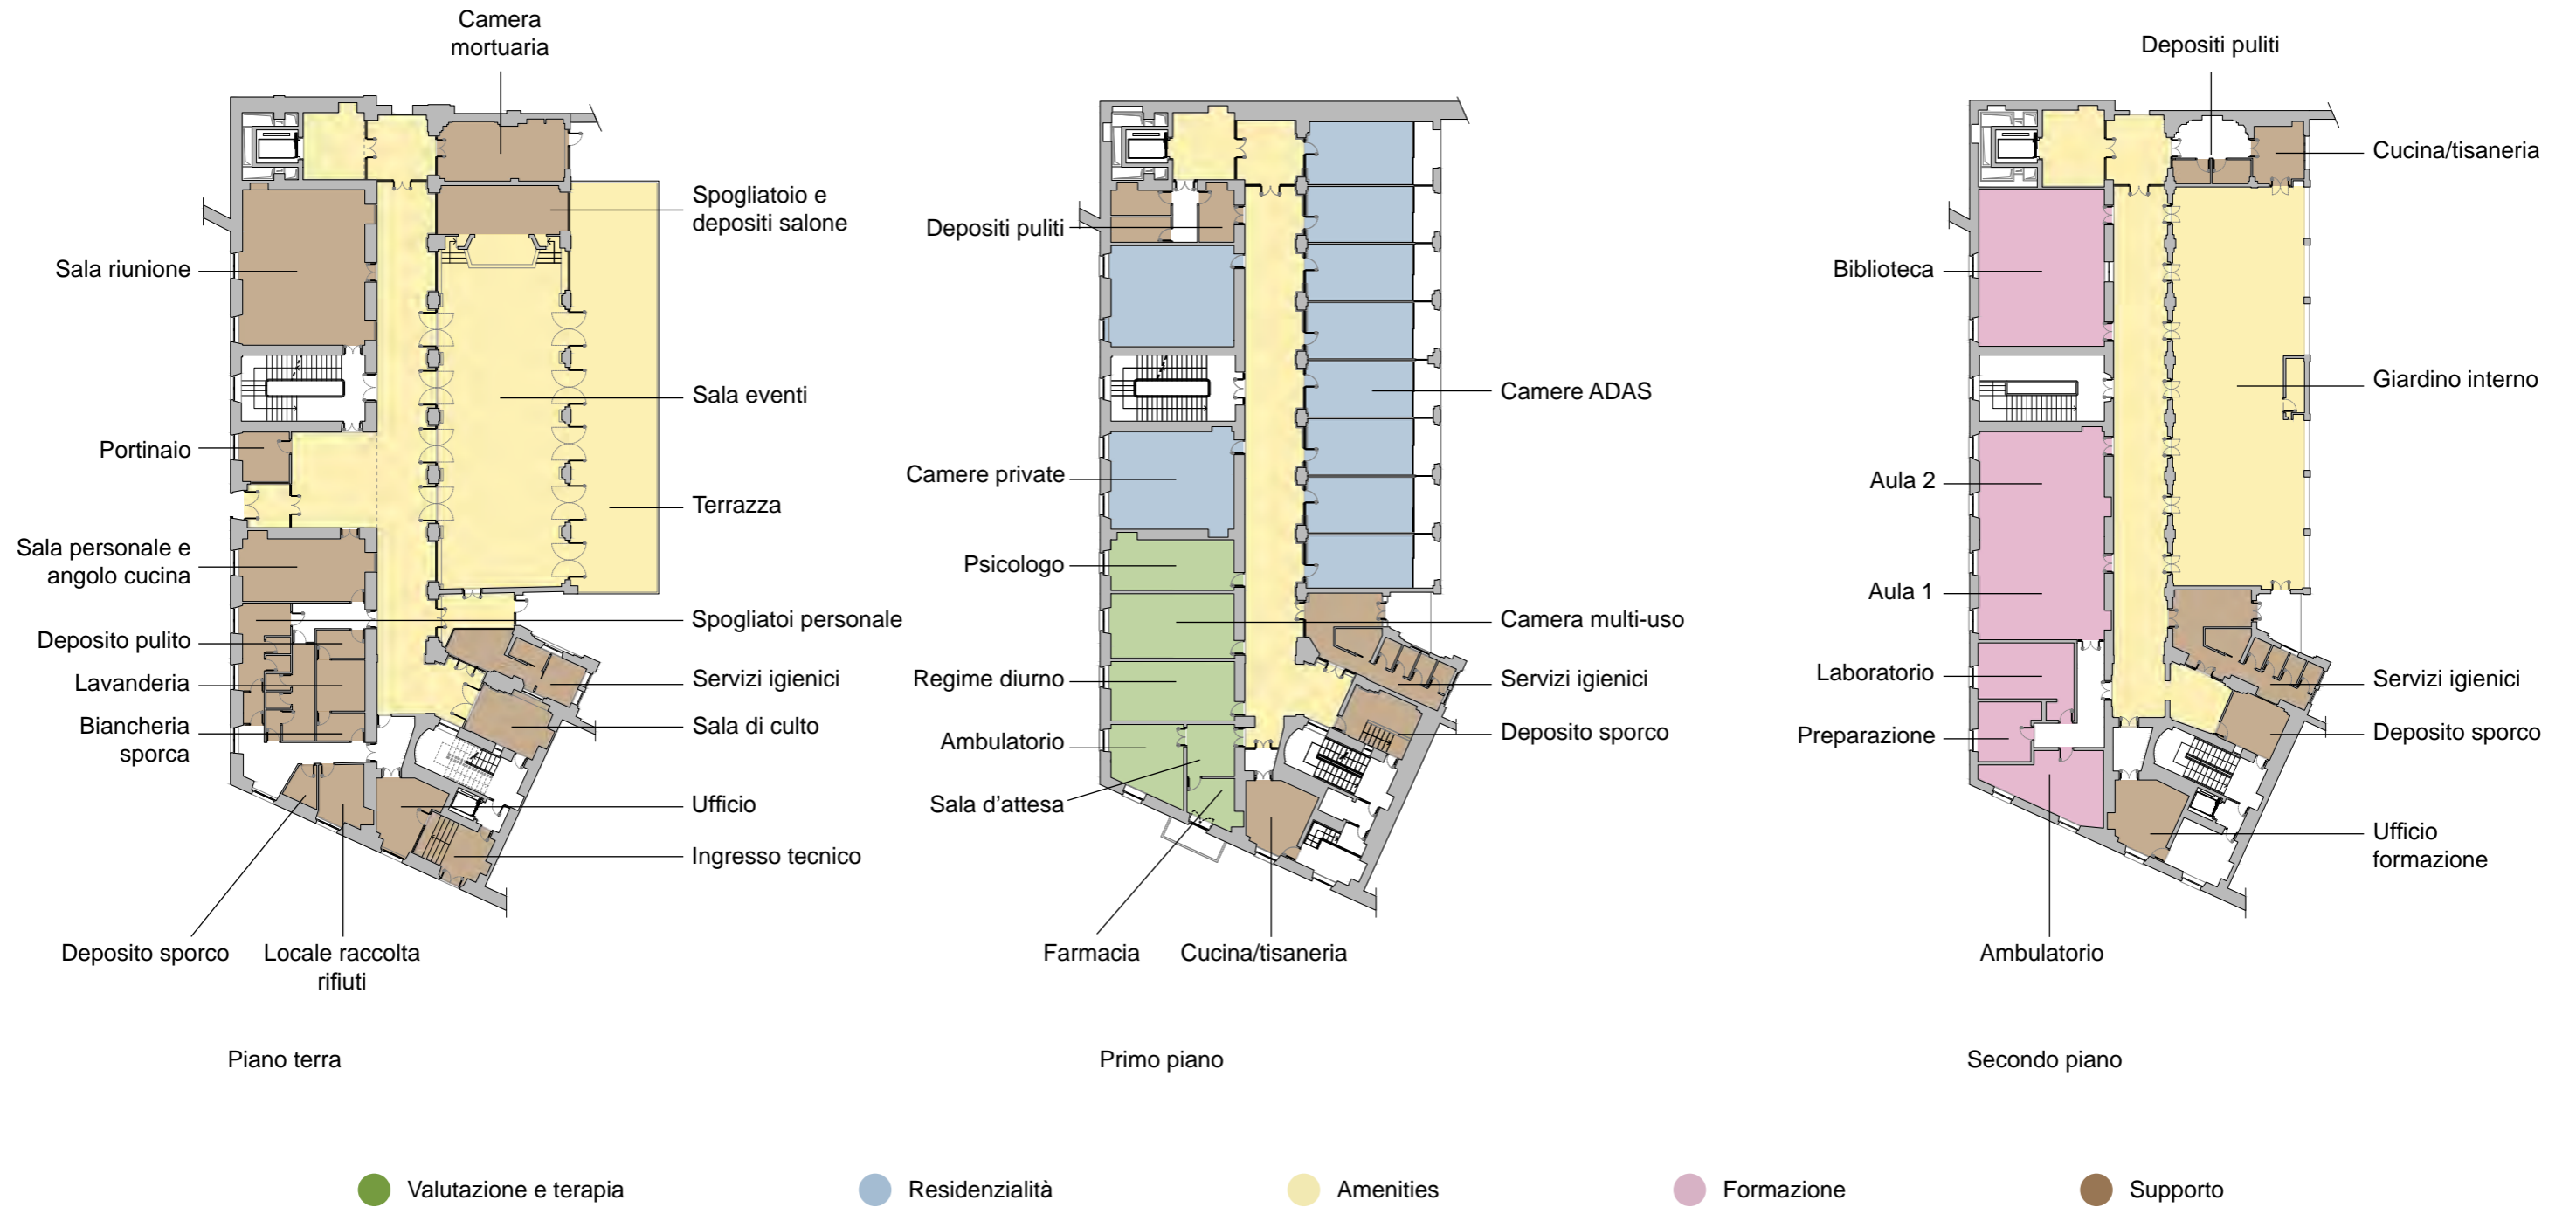 Camera
mortuaria
Spogliatoio e
depositi salone
Sala riunione
Sala eventi
Portinaio
Terrazza
Sala personale e
angolo cucina
Spogliatoi personale
Deposito pulito
Lavanderia
Servizi igienici
Biancheria
sporca
Sala di culto
Ufficio
Ingresso tecnico
Deposito sporco
Locale raccolta
rifiuti
Piano terra
Depositi puliti
Camere ADAS
Camere private
Psicologo
Camera multi-uso
Regime diurno
Servizi igienici
Ambulatorio
Deposito sporco
Sala d'attesa
Farmacia
Cucina/tisaneria
Primo piano
Depositi puliti
Cucina/tisaneria
Biblioteca
Giardino interno
Aula 2
Aula 1
Laboratorio
Servizi igienici
Preparazione
Deposito sporco
Ufficio
formazione
Ambulatorio
Secondo piano
Valutazione e terapia
Residenzialità
Amenities
Formazione
Supporto